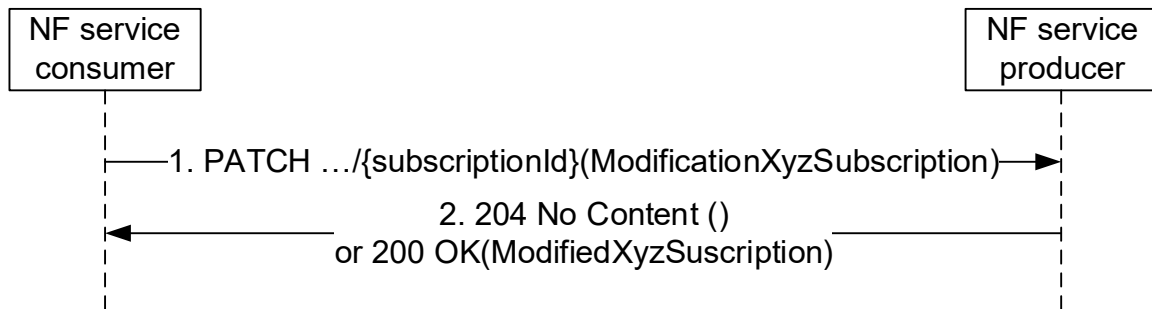 NF service
consumer
NF service
producer
1. PATCH …/{subscriptionId}(ModificationXyzSubscription)
2. 204 No Content ()
or 200 OK(ModifiedXyzSuscription)